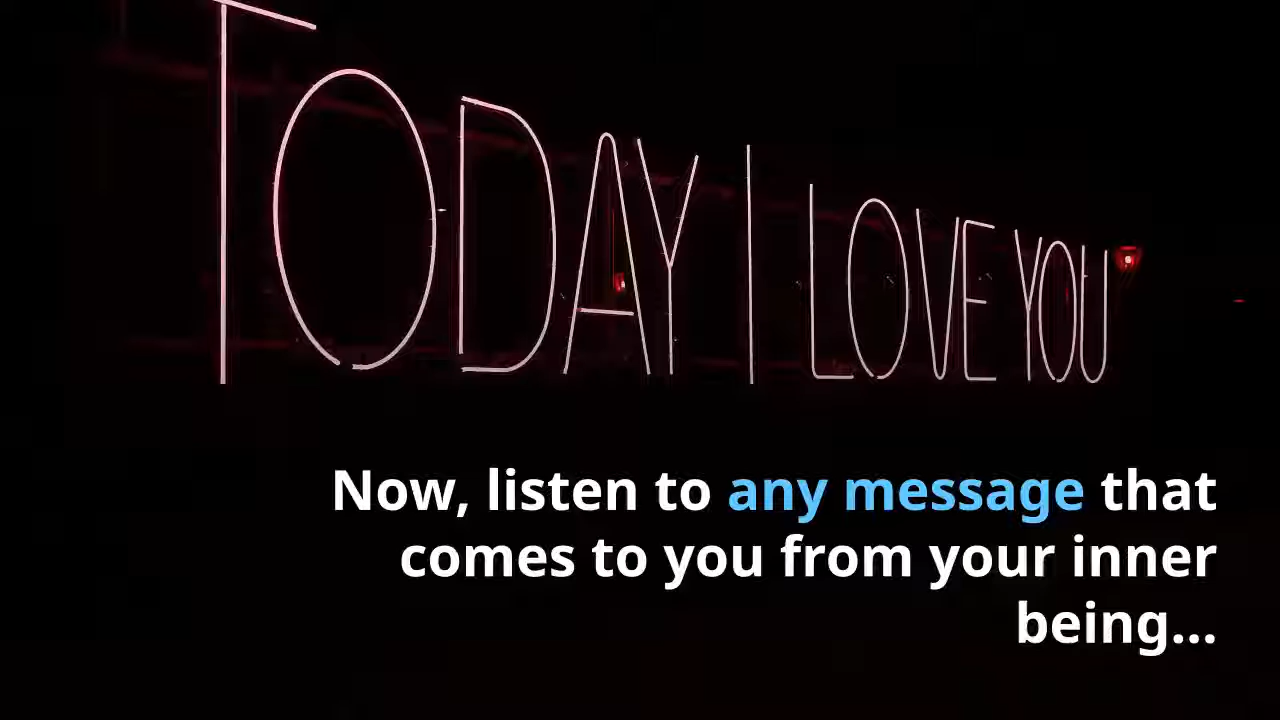 TODAY I LOVE YOU
Now, listen to any message that
comes to you from your inner
being...